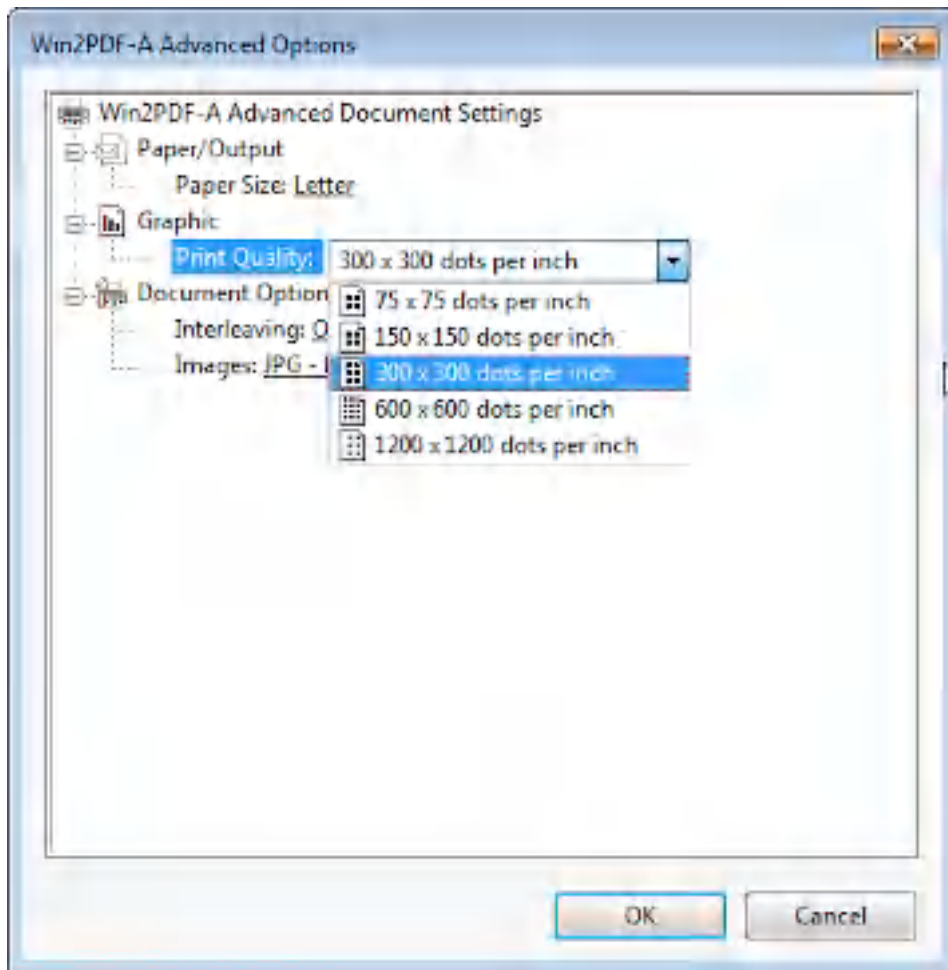 Win2PDF-A Advanced Options
Win2PDF-A Advanced Document Settings
Paper/Output
Paper Size: Letter
Graphic
Print Quality: 300 x 300 dots per inch
Document Option
75 x 75 dots per inch
Interleaving: O
150 x 150 dots per inch
Images: JPG -
300 x 300 dots per inch
600 x 600 dots per inch
1200 x 1200 dots per inch
OK
Cancel